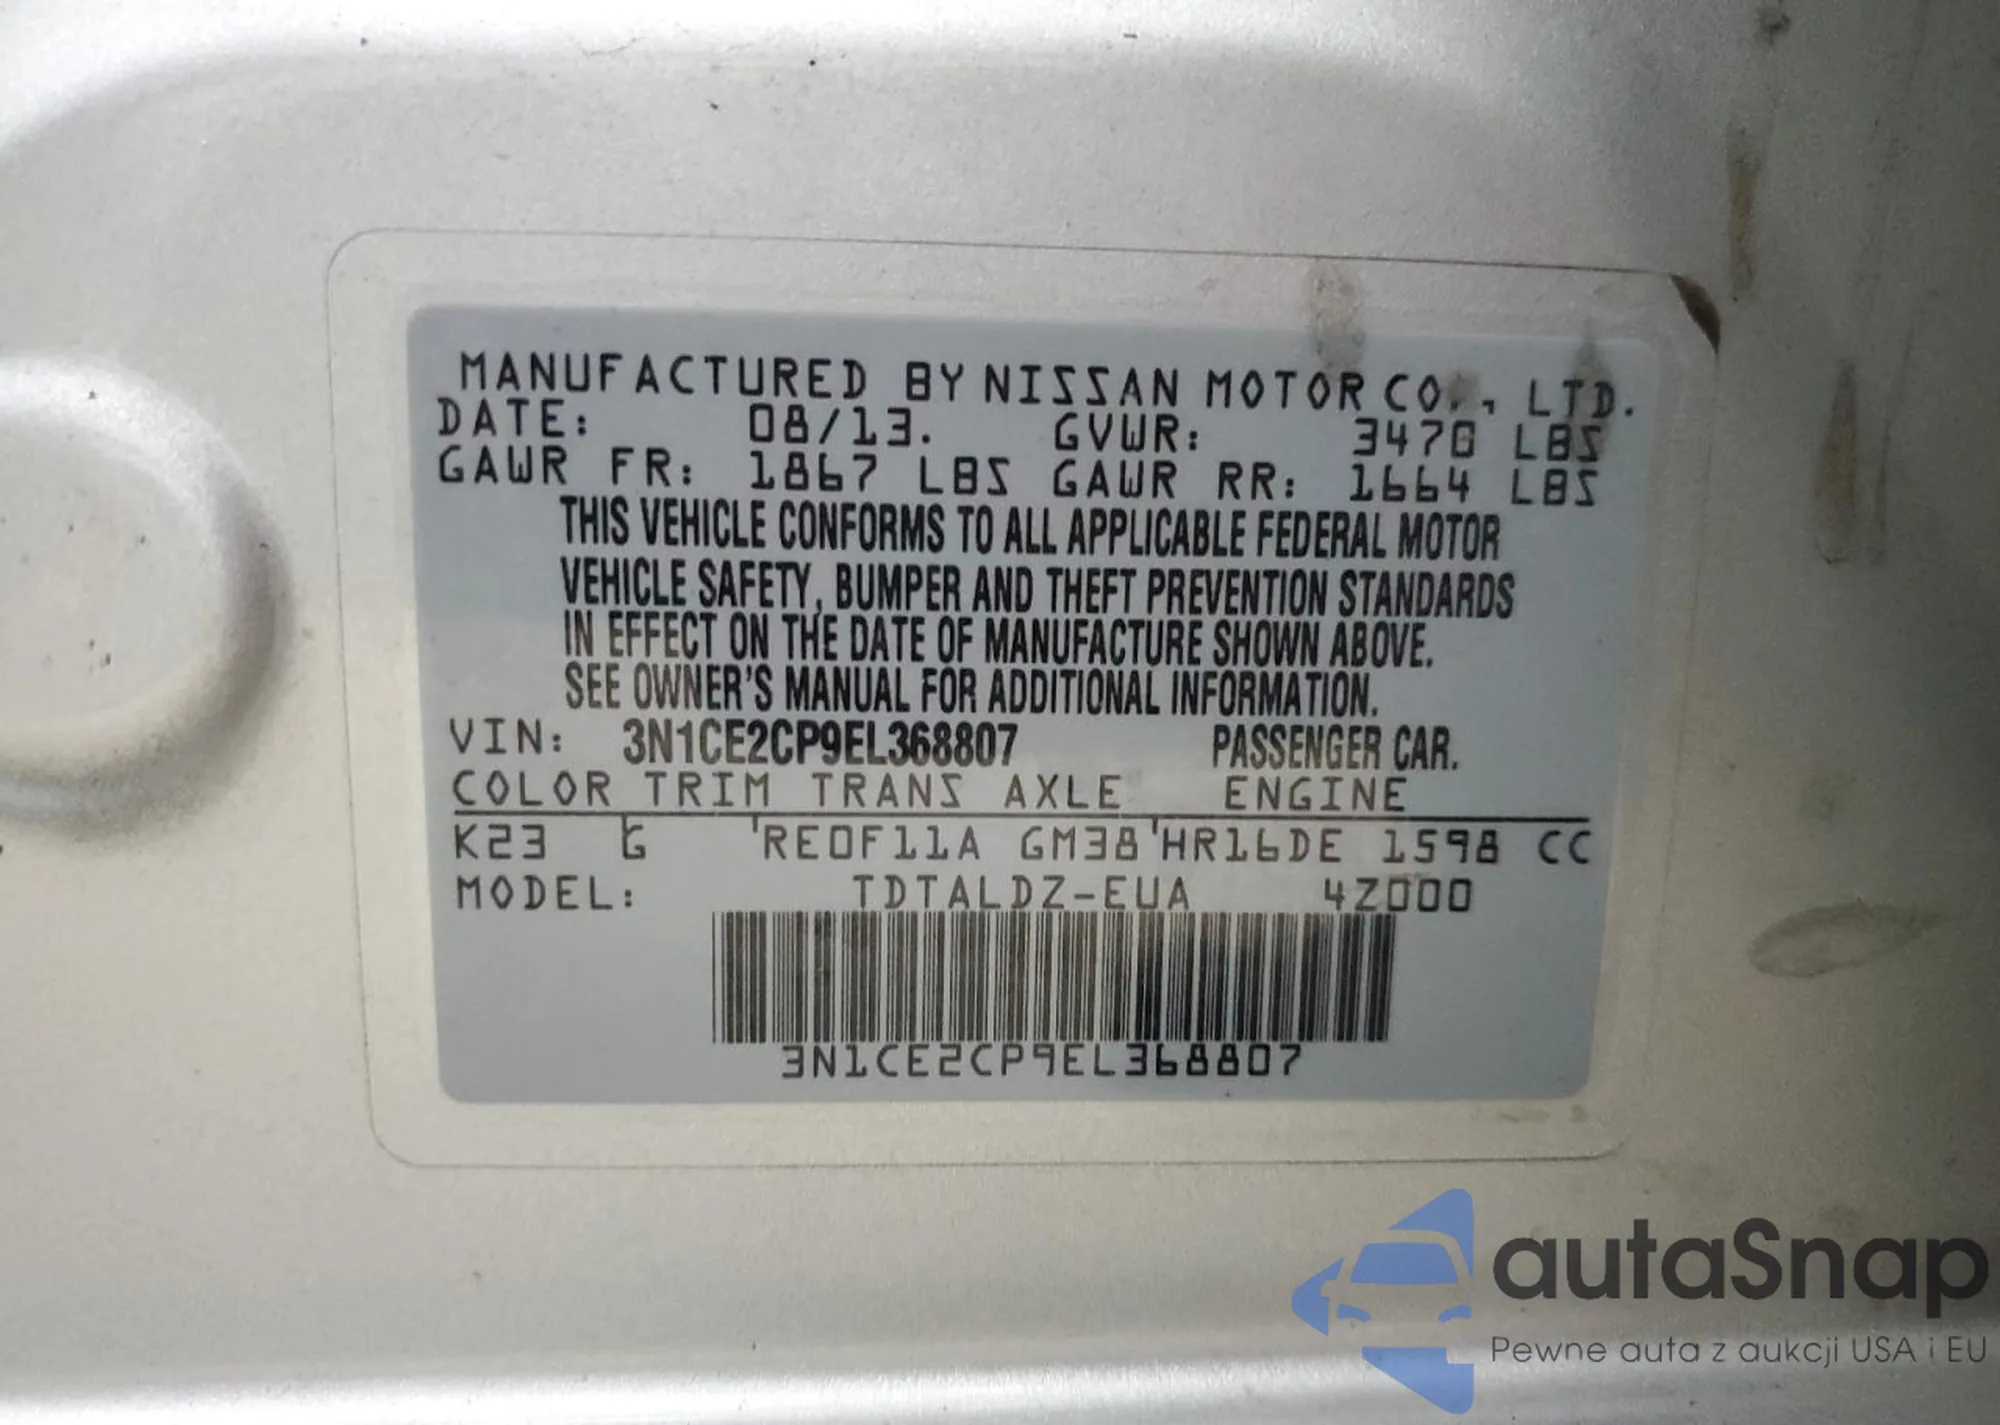 MANUFACTURED BY NISSAN MOTOR CO., LTD.
DATE: 08/13. GVWR: 3470 LBS
GAWR FR: 1867 LBS GAWR RR: 1664 LBS
THIS VEHICLE CONFORMS TO ALL APPLICABLE FEDERAL MOTOR
VEHICLE SAFETY, BUMPER AND THEFT PREVENTION STANDARDS
IN EFFECT ON THE DATE OF MANUFACTURE SHOWN ABOVE.
SEE OWNER'S MANUAL FOR ADDITIONAL INFORMATION.
VIN: 3N1CE2CP9EL368807 PASSENGER CAR.
COLOR TRIM TRANS AXLE ENGINE
K23 G RE0F11A GM38 HR16DE 1598 CC
MODEL: TDTALDZ-EUA 4Z000
3N1CE2CP9EL368807
autaSnap
Pewne auta z aukcji USA i EU